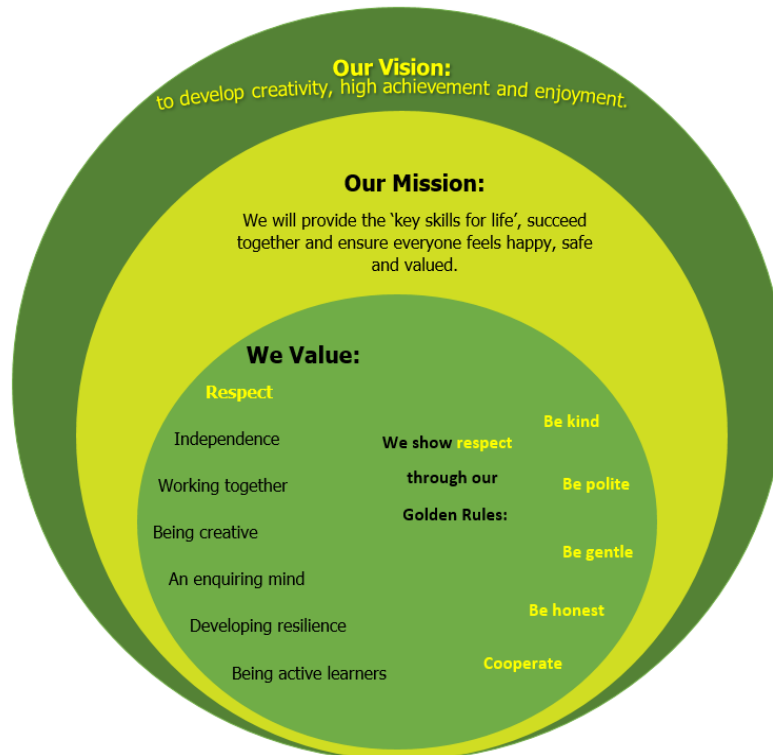 Our Vision:
to develop creativity, high achievement and enjoyment.
Our Mission:
We will provide the ‘key skills for life’, succeed
together and ensure everyone feels happy, safe
and valued.
We Value:
Respect
Independence
Working together
Being creative
An enquiring mind
Developing resilience
Being active learners
We show respect
through our
Golden Rules:
Be kind
Be polite
Be gentle
Be honest
Cooperate